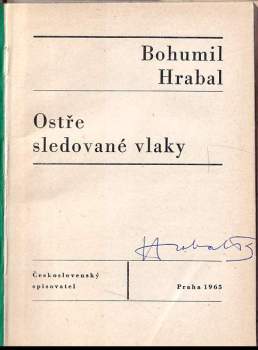 Bohumil
Hrabal
Ostře
sledované vlaky
Hrabal
Československý
spisovatel
Praha 1965